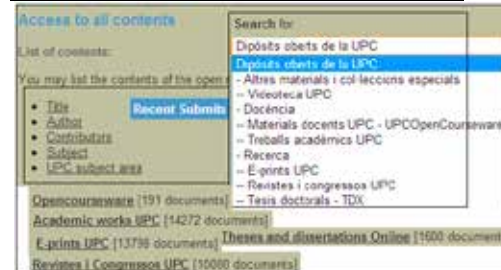 Access to all contents
List of contents:
You may list the contents of the open
Title
Author
Contributors
Subject
UPC subject area
Recent Submits
Search for
Dipòsits oberts de la UPC
Dipòsits oberts de la UPC
- Altres materials i col·leccions especials
-- Videoteca UPC
- Docència
-- Materials docents UPC - UPCOpenCourseware
-- Treballs acadèmics UPC
- Recerca
-- E-prints UPC
-- Revistes i congressos UPC
-- Tesis doctorals - TDX
Opencourseware [191 documents]
Academic works UPC [14272 documents]
E-prints UPC [13796 documents]
Theses and dissertations Online [1600 document
Revistes i Congressos UPC [10000 documents]